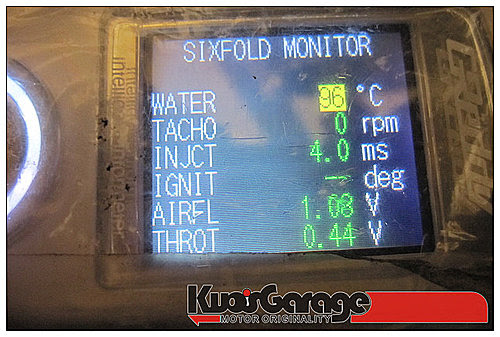 SIXFOLD MONITOR
WATER 96 °C
TACHO 0 rpm
INJCT 4.0 ms
IGNIT -- deg
AIRFL 1.08 V
THROT 0.44 V
KwairGarage
MOTOR ORIGINALITY